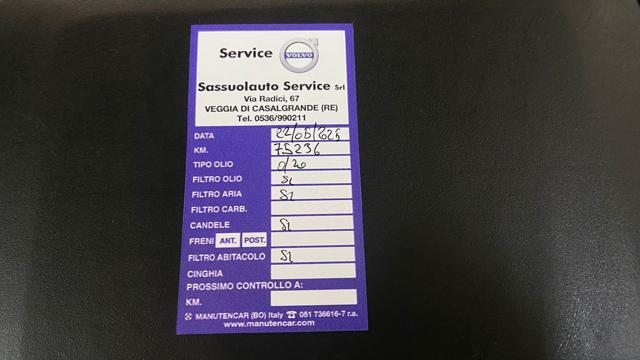 Service VOLVO
Sassuolauto Service Srl
Via Radici, 67
VEGGIA DI CASALGRANDE (RE)
Tel. 0536/990211
DATA
KM. 75236
TIPO OLIO 0/20
FILTRO OLIO SI
FILTRO ARIA SI
FILTRO CARB.
CANDELE SI
FRENI ANT. POST.
FILTRO ABITACOLO SI
CINGHIA
PROSSIMO CONTROLLO A:
KM.
MANUTENCAR (BO) Italy ☎ 051 736616-7 r.a.
www.manutencar.com